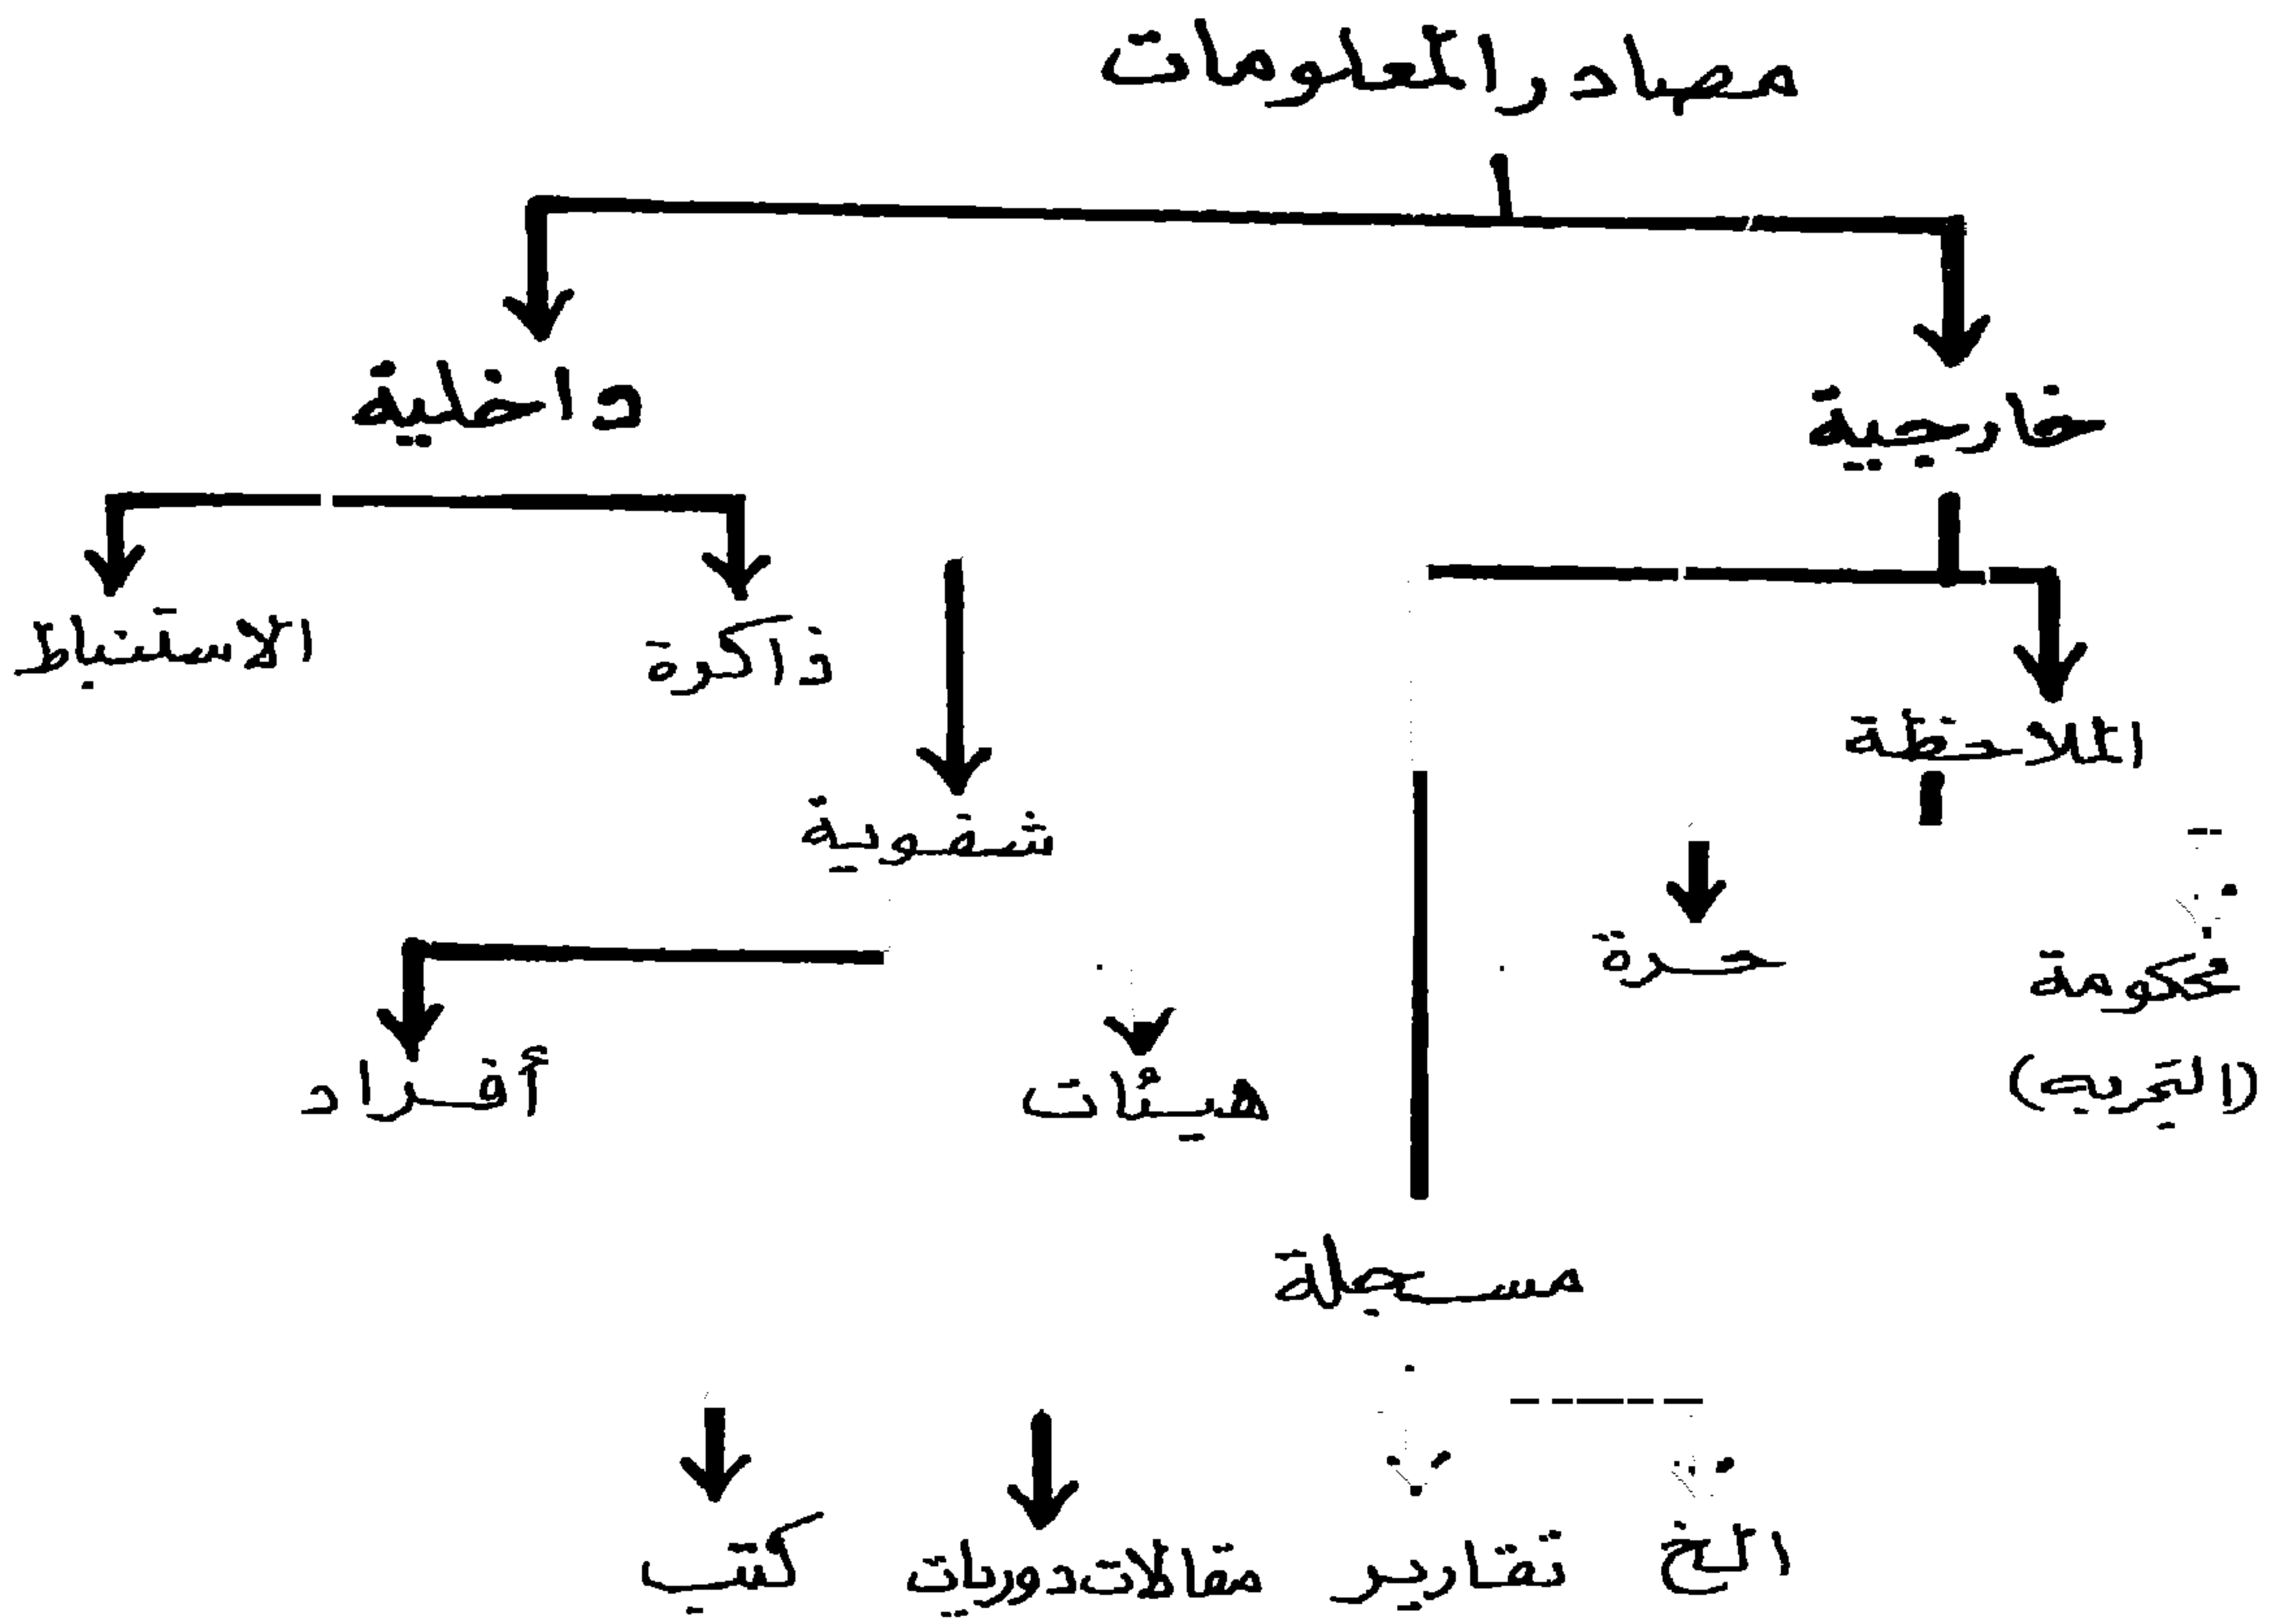 مصادر المعلومات
خارجية
داخلية
الملاحظة
ذاكرة
الاستنباط
شفوية
محكومة
(التجربة)
حرة
هيئات
أفراد
مسجلة
الخ
تقارير
مقالات دوريات
كتب